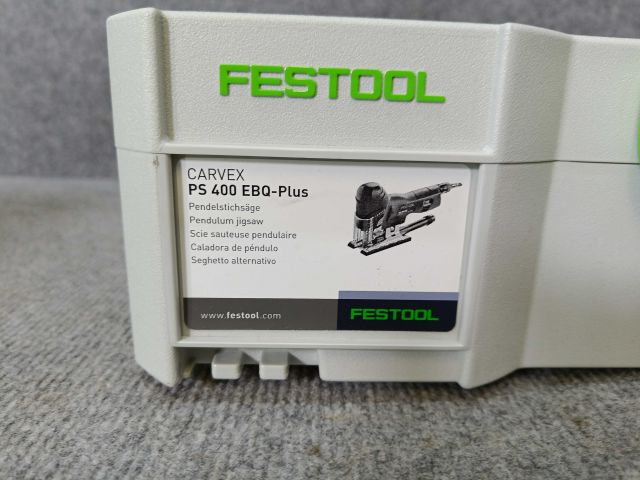 FESTOOL
CARVEX
PS 400 EBQ-Plus
Pendelstichsäge
Pendulum jigsaw
Scie sauteuse pendulaire
Caladora de péndulo
Seghetto alternativo
www.festool.com
FESTOOL